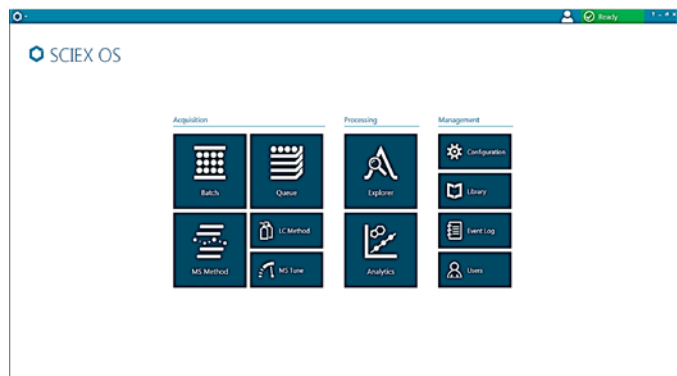 Ready
SCIEX OS
Acquisition
Processing
Management
Batch
Queue
Explorer
Configuration
Library
MS Method
LC Method
MS Tune
Analytics
Event Log
Users